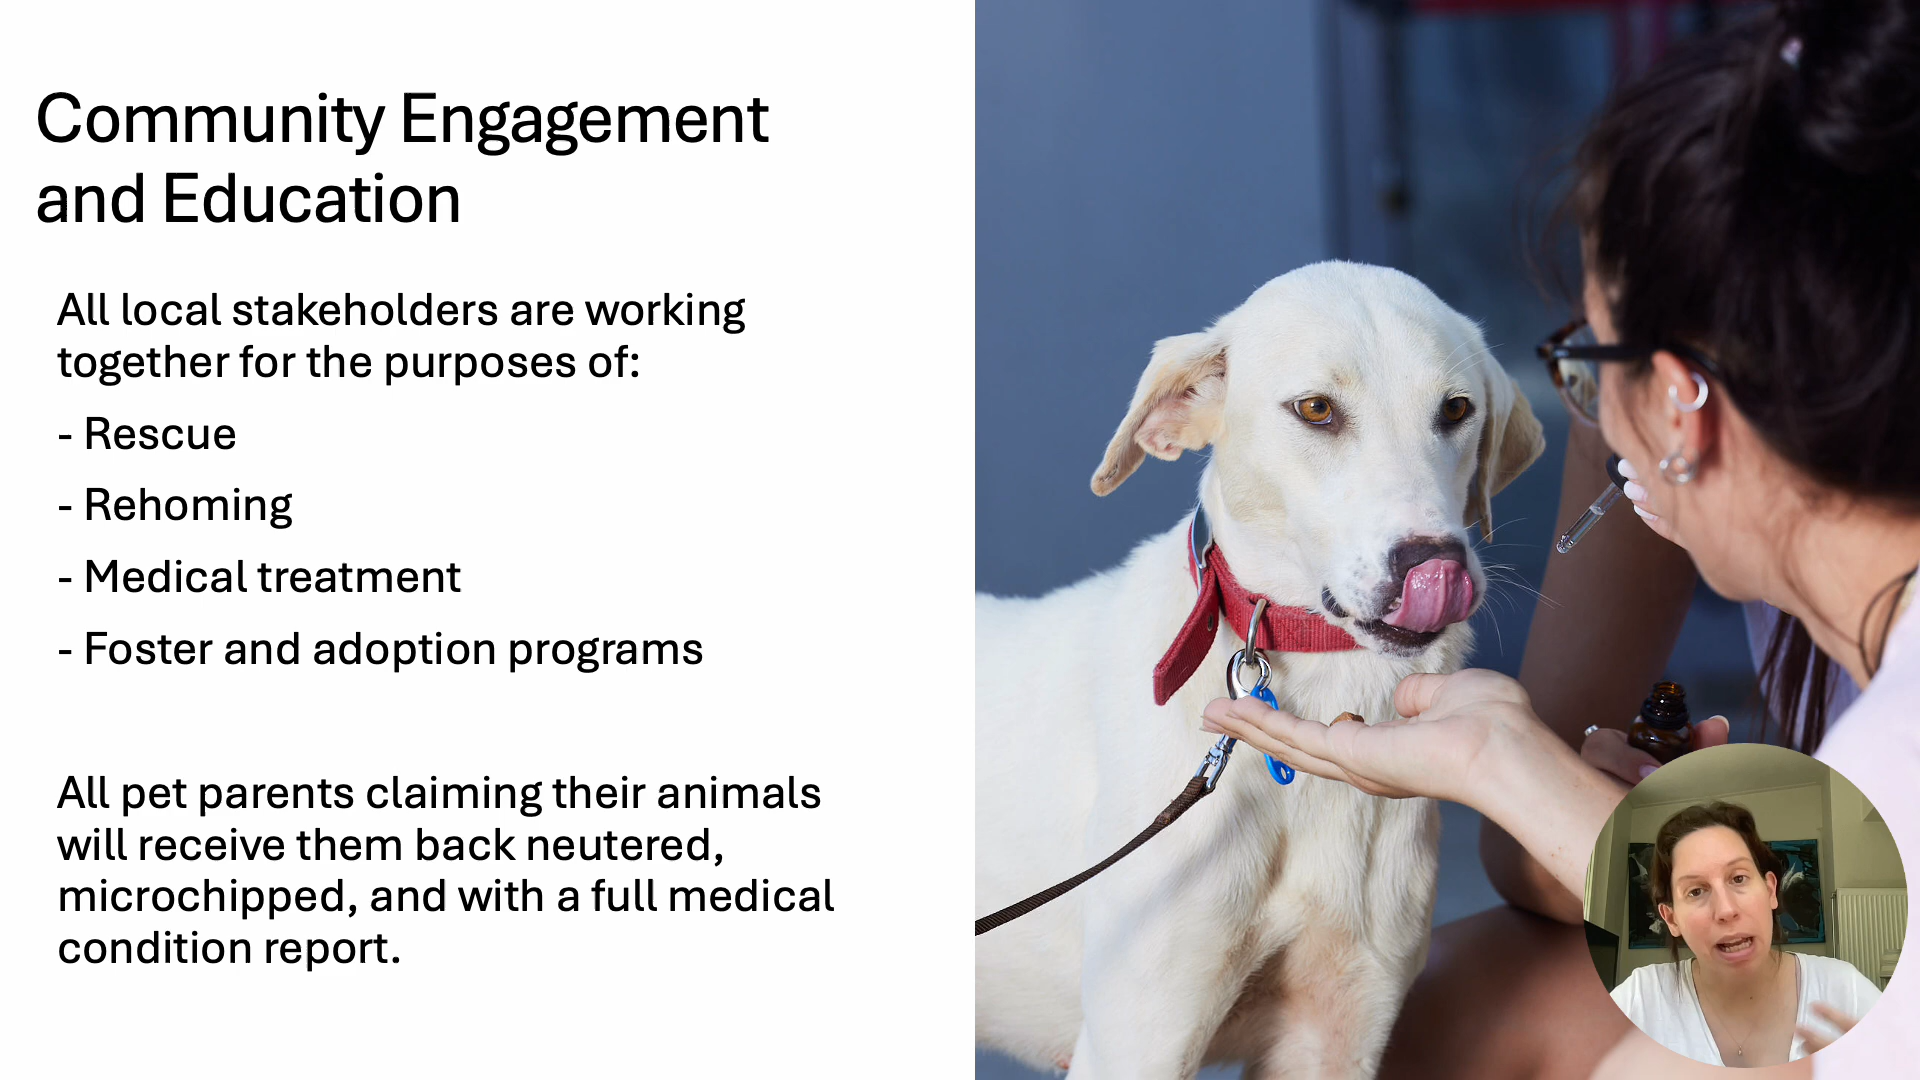 Community Engagement
and Education
All local stakeholders are working
together for the purposes of:
- Rescue
- Rehoming
- Medical treatment
- Foster and adoption programs
All pet parents claiming their animals
will receive them back neutered,
microchipped, and with a full medical
condition report.